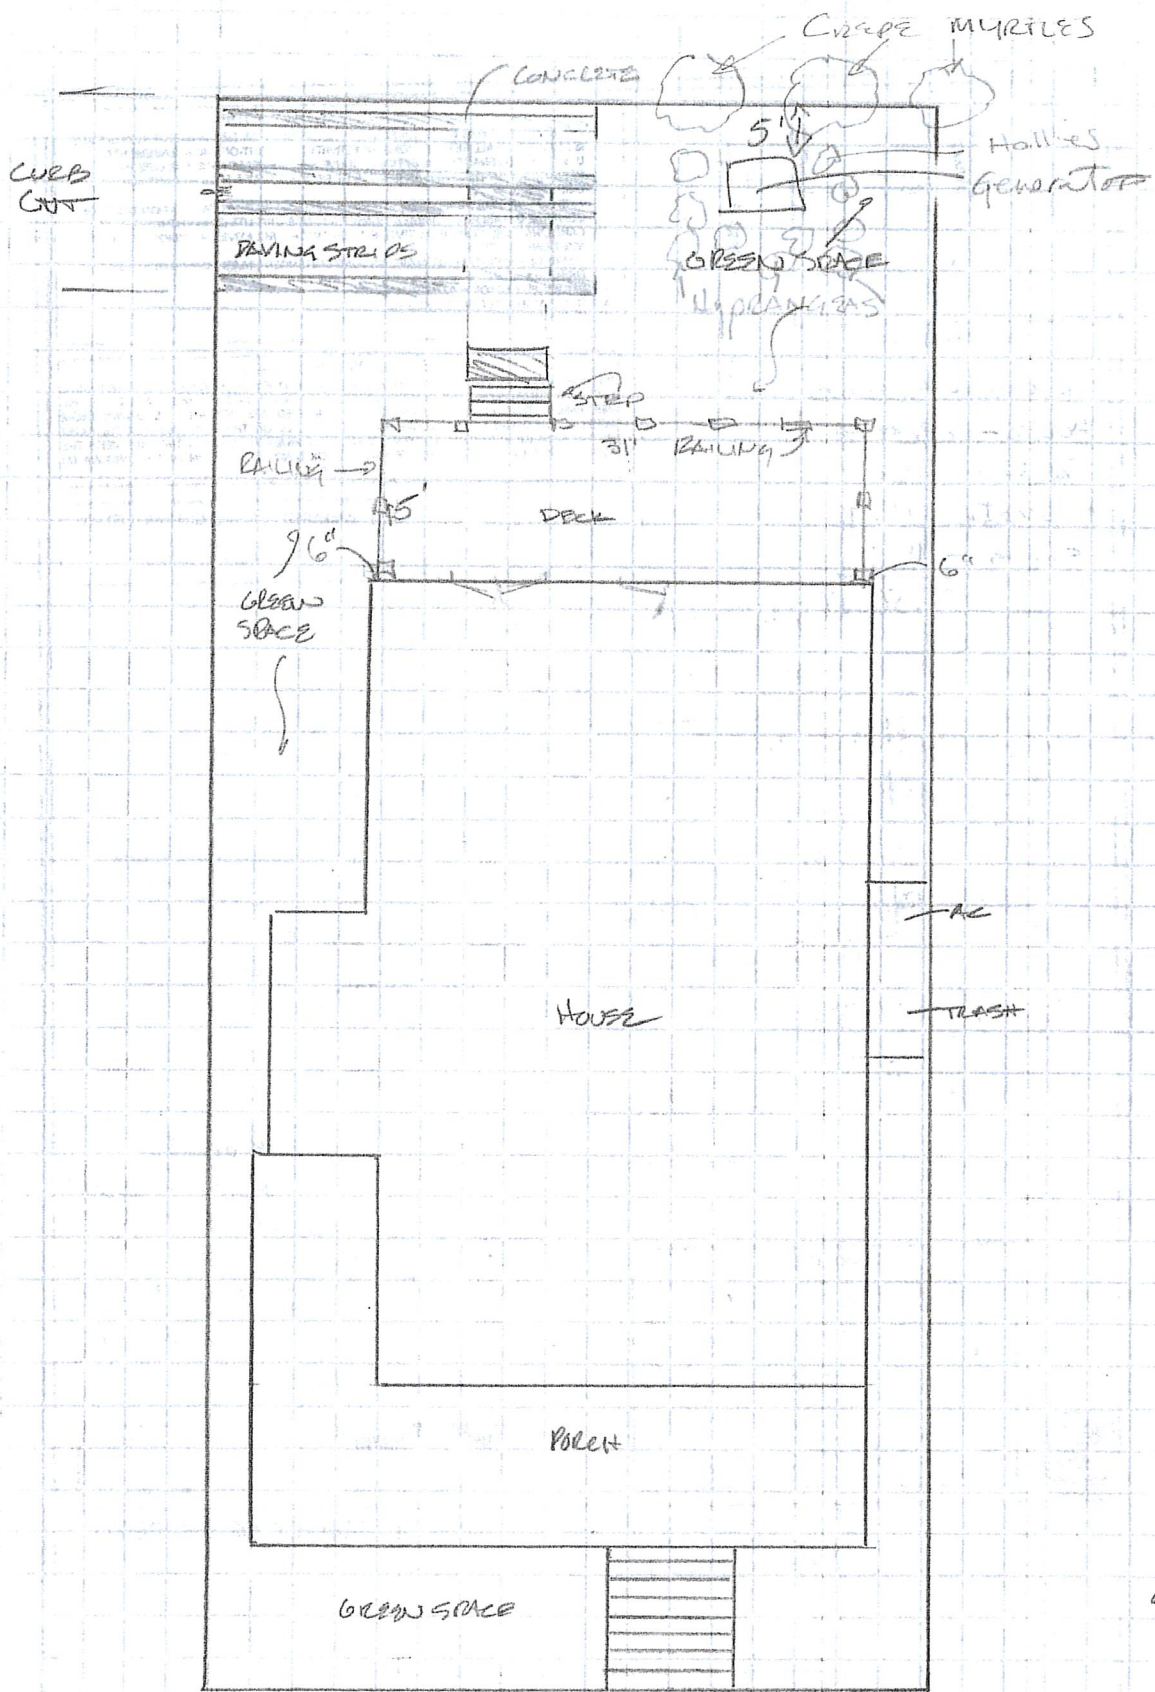 CREPE MYRTLES
CONCRETE
5'
Hollies
Generator
CURB
CUT
PAVING STRIPS
GREEN SPACE
HYDRANGEAS
STEP
31'
RAILING
RAILING
5'
DECK
6"
6"
GREEN
SPACE
AC
HOUSE
TRASH
PORCH
GREEN SPACE